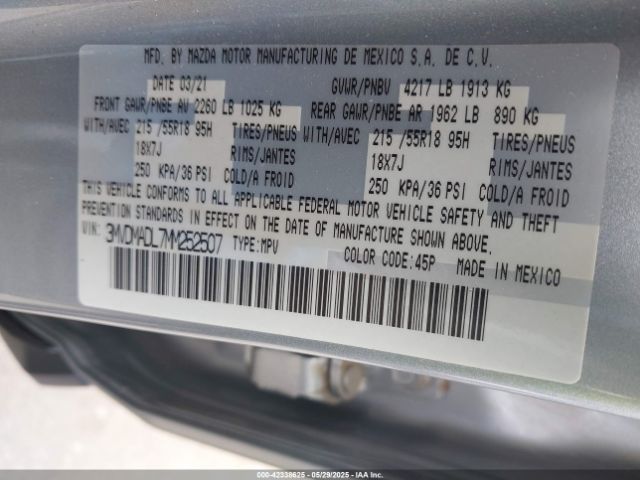 MFD. BY MAZDA MOTOR MANUFACTURING DE MEXICO S.A. DE C.V.
DATE 03/21 GVWR/PNBV 4217 LB 1913 KG
FRONT GAWR/PNBE AV 2260 LB 1025 KG REAR GAWR/PNBE AR 1962 LB 890 KG
WITH/AVEC 215 /55R18 95H TIRES/PNEUS WITH/AVEC 215 /55R18 95H TIRES/PNEUS
18X7J RIMS/JANTES 18X7J RIMS/JANTES
250 KPA/36 PSI COLD/A FROID 250 KPA/36 PSI COLD/A FROID
THIS VEHICLE CONFORMS TO ALL APPLICABLE FEDERAL MOTOR VEHICLE SAFETY AND THEFT
PREVENTION STANDARDS IN EFFECT ON THE DATE OF MANUFACTURE SHOWN ABOVE.
VIN: 3MVDMADL7MM252507 TYPE: MPV COLOR CODE: 45P MADE IN MEXICO
000-42338625 - 05/29/2025 - IAAI.COM